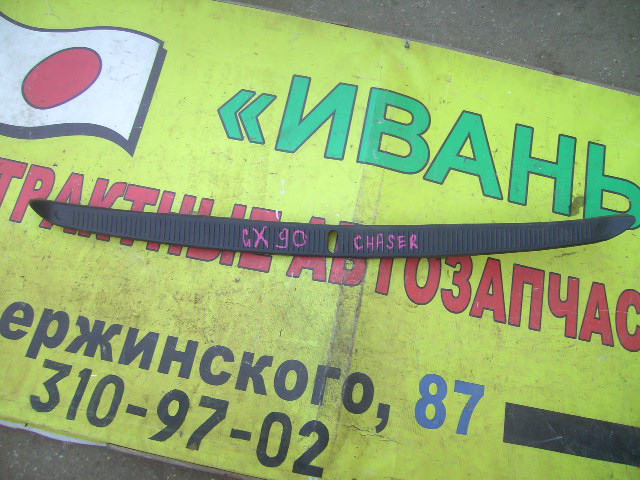 «ИВАНЬ
ТРАКТНЫЕ АВТОЗАПЧАС
GX90 CHASER
ержинского, 87
310-97-02